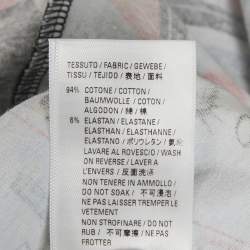 TESSUTO / FABRIC / GEWEBE /
TISSU / TEJIDO / 表地 / 面料
94% COTONE / COTTON /
BAUMWOLLE / COTON /
ALGODON / 綿 / 棉
6% ELASTAN / ELASTANE /
ELASTHAN / ELASTHANNE /
ELASTANO / ポリウレタン / 氨纶
LAVARE AL ROVESCIO / WASH
REVERSED / LAVER A
L'ENVERS / 反面洗涤
NON TENERE IN AMMOLLO /
DO NOT SOAK / 不可浸泡
NE PAS LAISSER TREMPER LE
VETEMENT
NON STROFINARE / DO NOT
RUB / 不可搓揉 / NE PAS
FROTTER